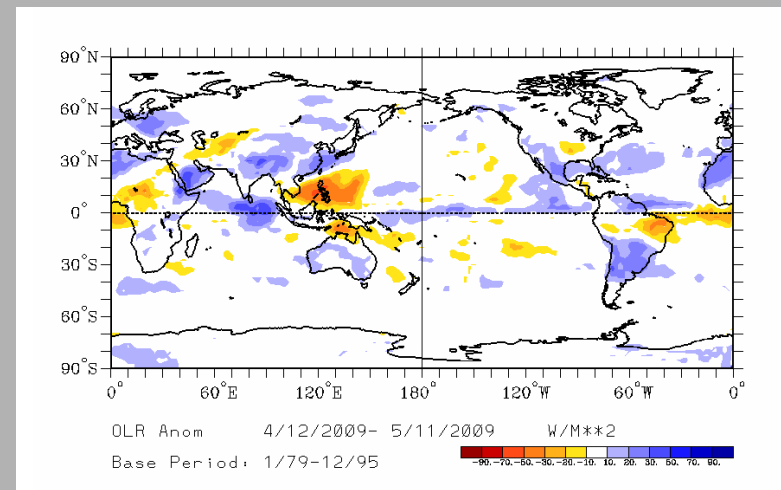 90°N
60°N
30°N
0°
30°S
60°S
90°S
0° 60°E 120°E 180° 120°W 60°W 0°
OLR Anom 4/12/2009- 5/11/2009 W/M**2
Base Period: 1/79-12/95
-90. -70. -50. -30. -20. -10. 10. 20. 30. 50. 70. 90.